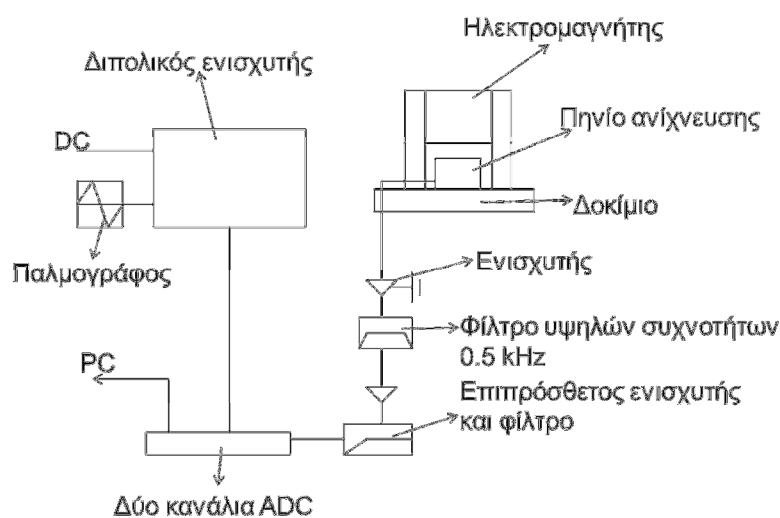 Ηλεκτρομαγνήτης
Διπολικός ενισχυτής
Πηνίο ανίχνευσης
DC
Δοκίμιο
Παλμογράφος
Ενισχυτής
Φίλτρο υψηλών συχνοτήτων
0.5 kHz
PC
Επιπρόσθετος ενισχυτής
και φίλτρο
Δύο κανάλια ADC